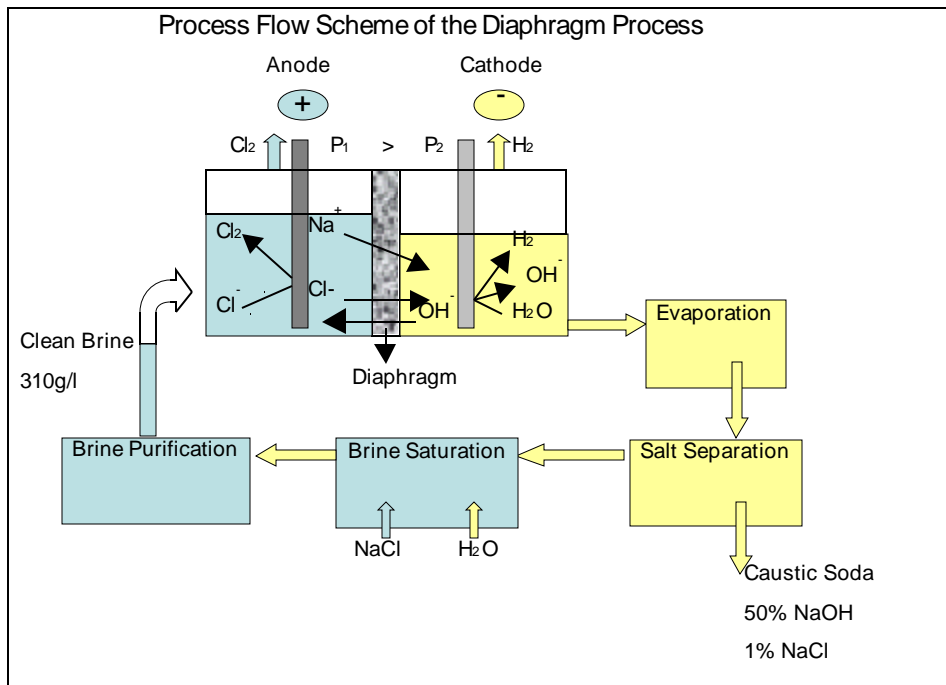 Process Flow Scheme of the Diaphragm Process
Anode
Cathode
+
-
Cl2
P1 > P2
H2
Na+
Cl2
H2
OH-
Cl-
Cl-
OH-
H2O
Evaporation
Clean Brine
310g/l
Diaphragm
Brine Purification
Brine Saturation
Salt Separation
NaCl
H2O
Caustic Soda
50% NaOH
1% NaCl